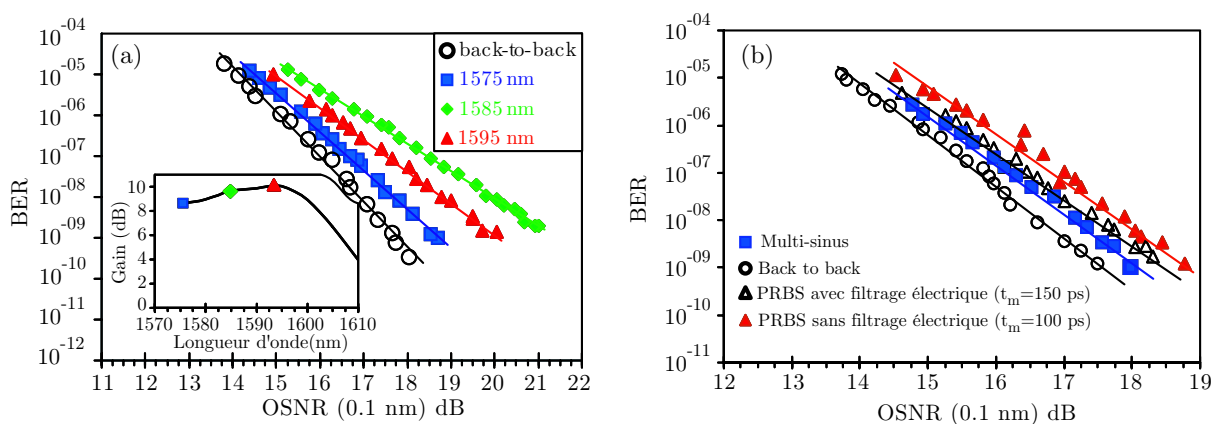 (a)
back-to-back
1575 nm
1585 nm
1595 nm
10-04
10-05
10-06
10-07
10-08
10-09
10-10
10-11
10-12
BER
11 12 13 14 15 16 17 18 19 20 21 22
OSNR (0.1 nm) dB
Gain (dB)
10
8
6
4
2
0
1570 1580 1590 1600 1610
Longueur d'onde(nm)
(b)
10-04
10-05
10-06
10-07
10-08
10-09
10-10
10-11
BER
Multi-sinus
Back to back
PRBS avec filtrage électrique (tm=150 ps)
PRBS sans filtrage électrique (tm=100 ps)
12 13 14 15 16 17 18 19
OSNR (0.1 nm) dB